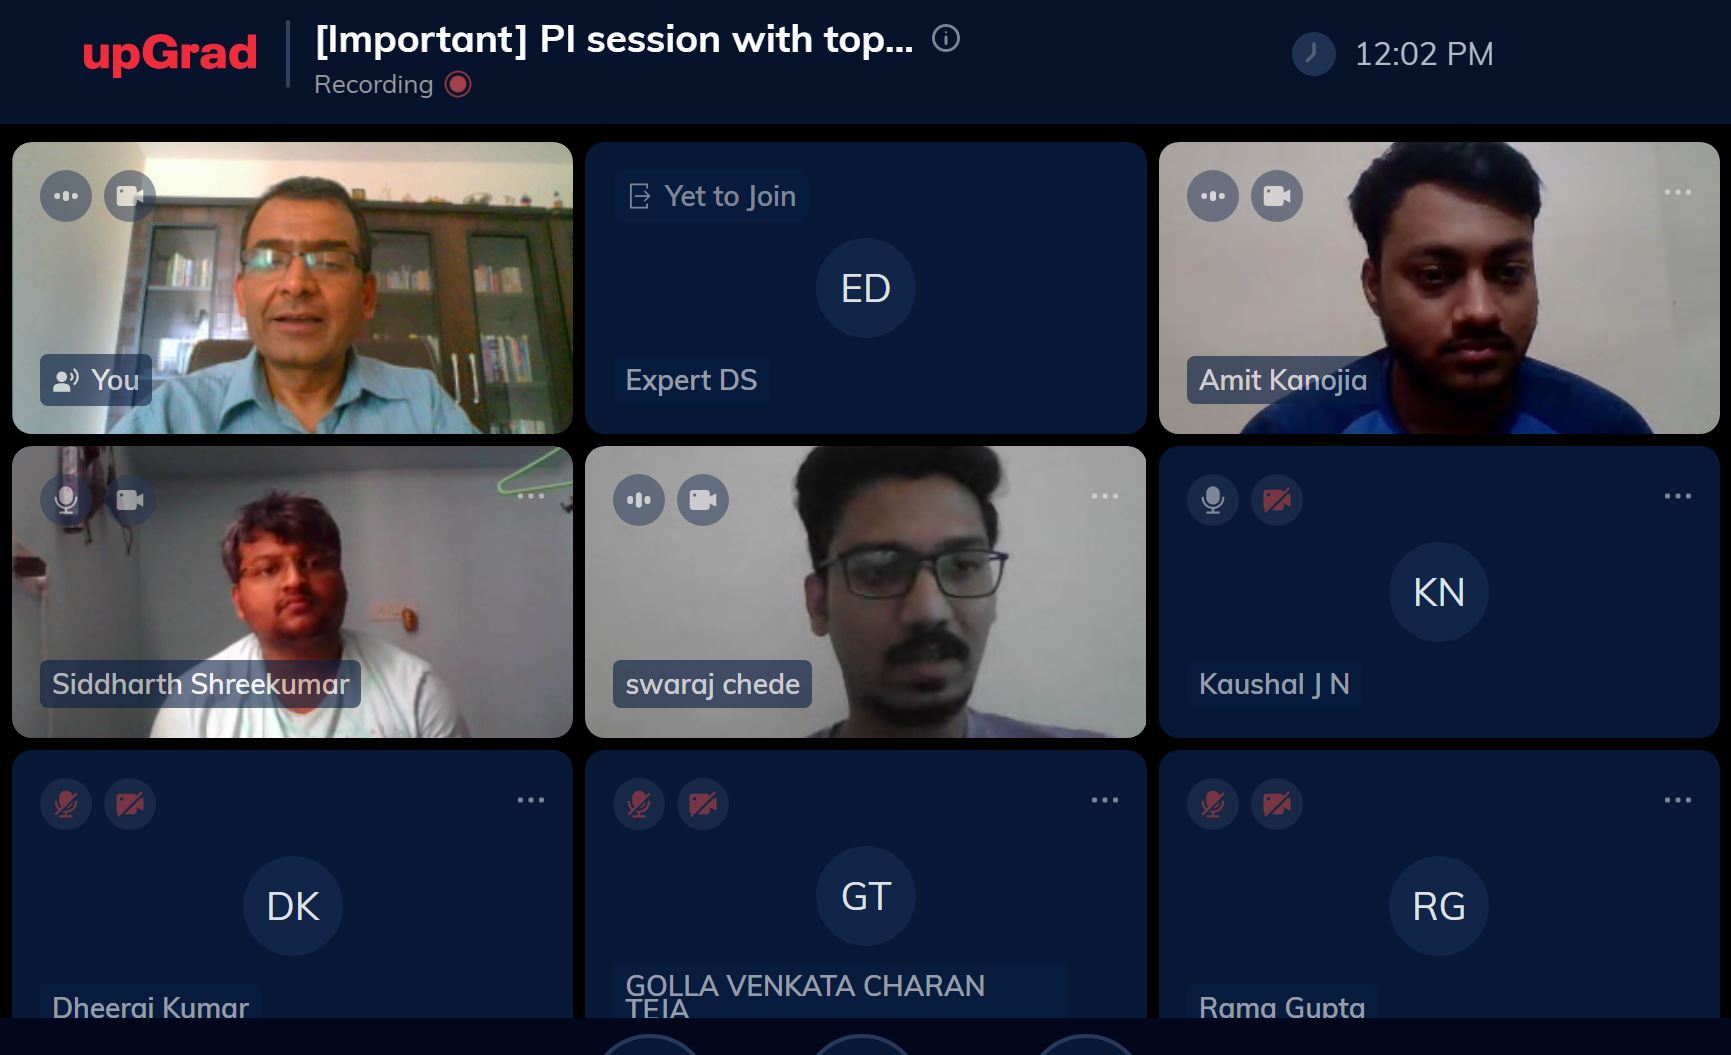 upGrad
[Important] PI session with top...
Recording
12:02 PM
You
Yet to Join
ED
Expert DS
Amit Kanojia
Siddharth Shreekumar
swaraj chede
KN
Kaushal J N
DK
Dheeraj Kumar
GT
GOLLA VENKATA CHARAN
TEJA
RG
Rama Gupta